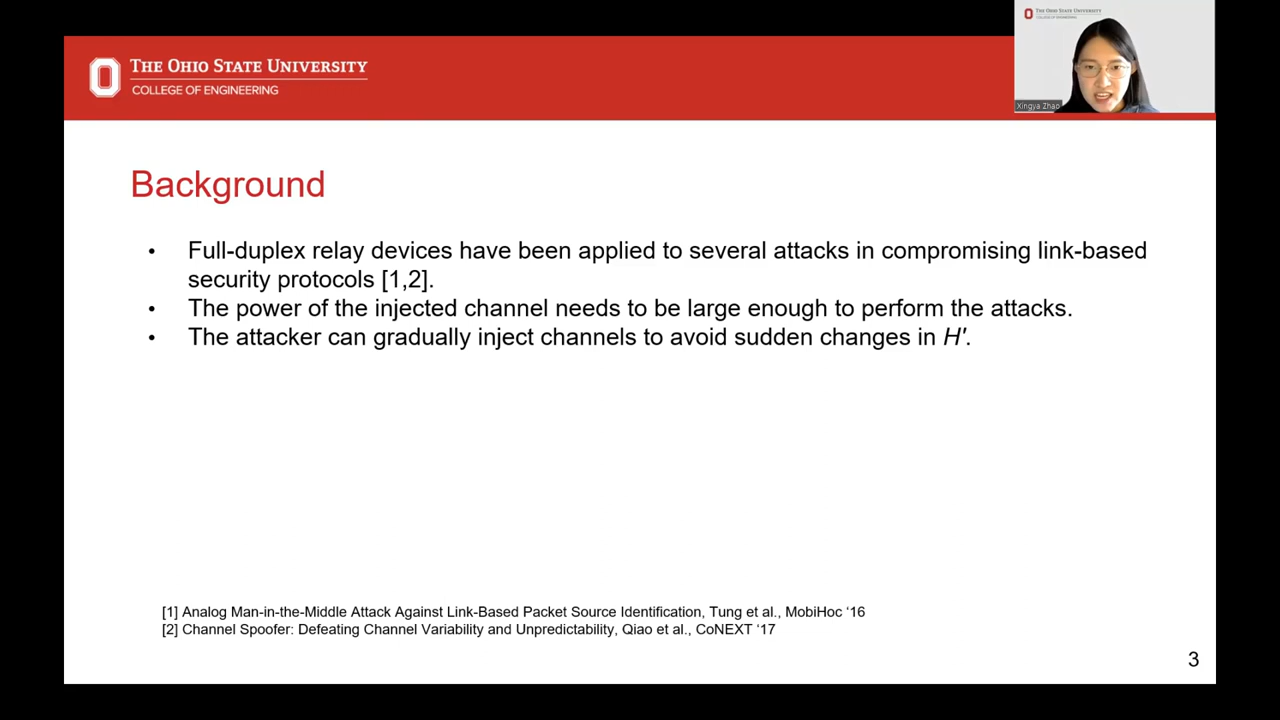 THE OHIO STATE UNIVERSITY
COLLEGE OF ENGINEERING
THE OHIO STATE UNIVERSITY
COLLEGE OF ENGINEERING
Xingya Zhao
Background
• Full-duplex relay devices have been applied to several attacks in compromising link-based
security protocols [1,2].
• The power of the injected channel needs to be large enough to perform the attacks.
• The attacker can gradually inject channels to avoid sudden changes in H′.
[1] Analog Man-in-the-Middle Attack Against Link-Based Packet Source Identification, Tung et al., MobiHoc ‘16
[2] Channel Spoofer: Defeating Channel Variability and Unpredictability, Qiao et al., CoNEXT ‘17
3